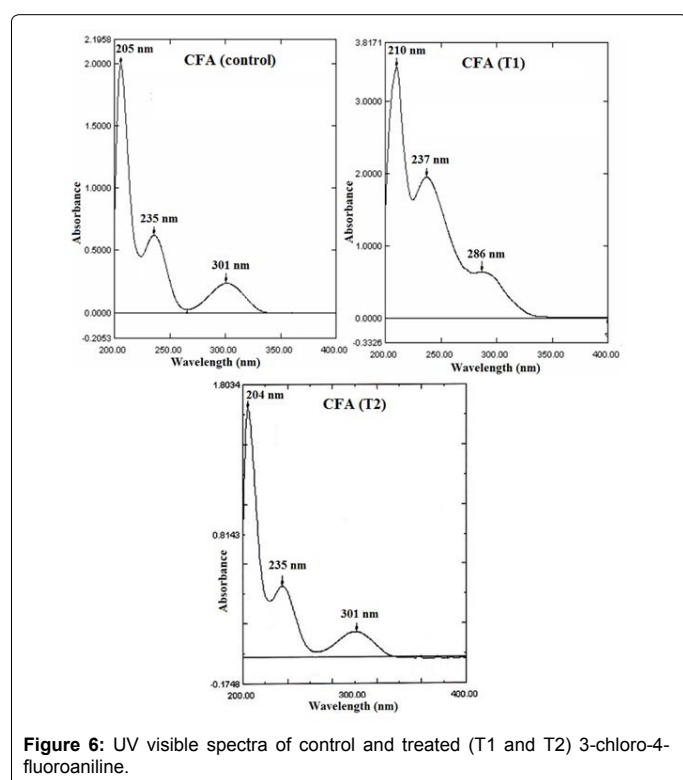 2.1958
205 nm
CFA (control)
2.0000
1.5000
Absorbance
1.0000
235 nm
0.5000
301 nm
0.0000
-0.2053
200.00 250.00 300.00 350.00 400.00
Wavelength (nm)
3.8171
210 nm
CFA (T1)
3.0000
237 nm
2.0000
Absorbance
1.0000
286 nm
0.0000
-0.3326
200.00 250.00 300.00 350.00 400.00
Wavelength (nm)
1.8034
204 nm
CFA (T2)
0.8143
Absorbance
235 nm
301 nm
-0.1748
200.00 300.00 400.00
Wavelength (nm)
Figure 6: UV visible spectra of control and treated (T1 and T2) 3-chloro-4-
fluoroaniline.